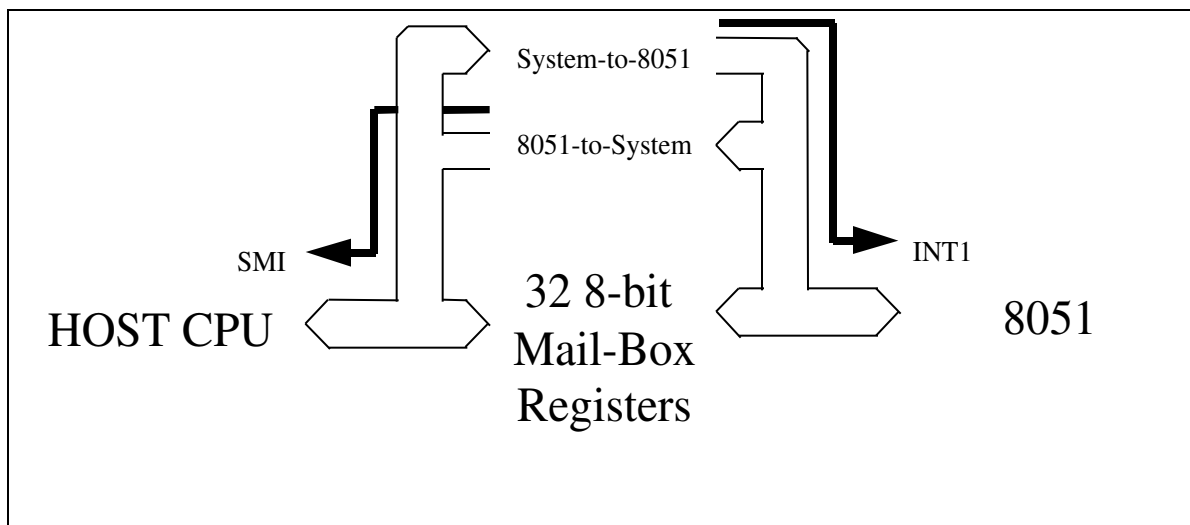 System-to-8051
8051-to-System
SMI
INT1
HOST CPU
32 8-bit
Mail-Box
Registers
8051